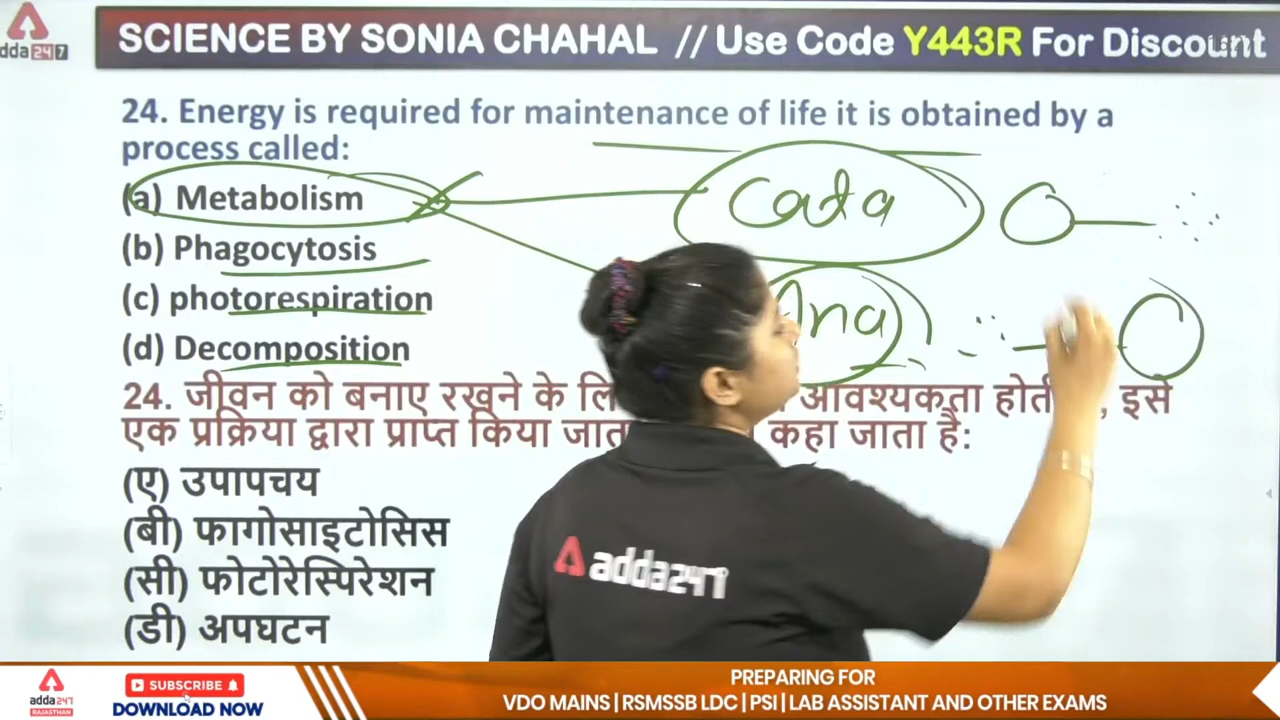 SCIENCE BY SONIA CHAHAL // Use Code Y443R For Discount
adda247
24. Energy is required for maintenance of life it is obtained by a
process called:
(a) Metabolism
(b) Phagocytosis
(c) photorespiration
(d) Decomposition
Cata
Ana
24. जीवन को बनाए रखने के लि आवश्यकता होती इसे
एक प्रक्रिया द्वारा प्राप्त किया जात कहा जाता है:
(ए) उपापचय
(बी) फागोसाइटोसिस
(सी) फोटोरेस्पिरेशन
(डी) अपघटन
adda247
adda247
RAJASTHAN
SUBSCRIBE
DOWNLOAD NOW
PREPARING FOR
VDO MAINS | RSMSSB LDC | PSI | LAB ASSISTANT AND OTHER EXAMS